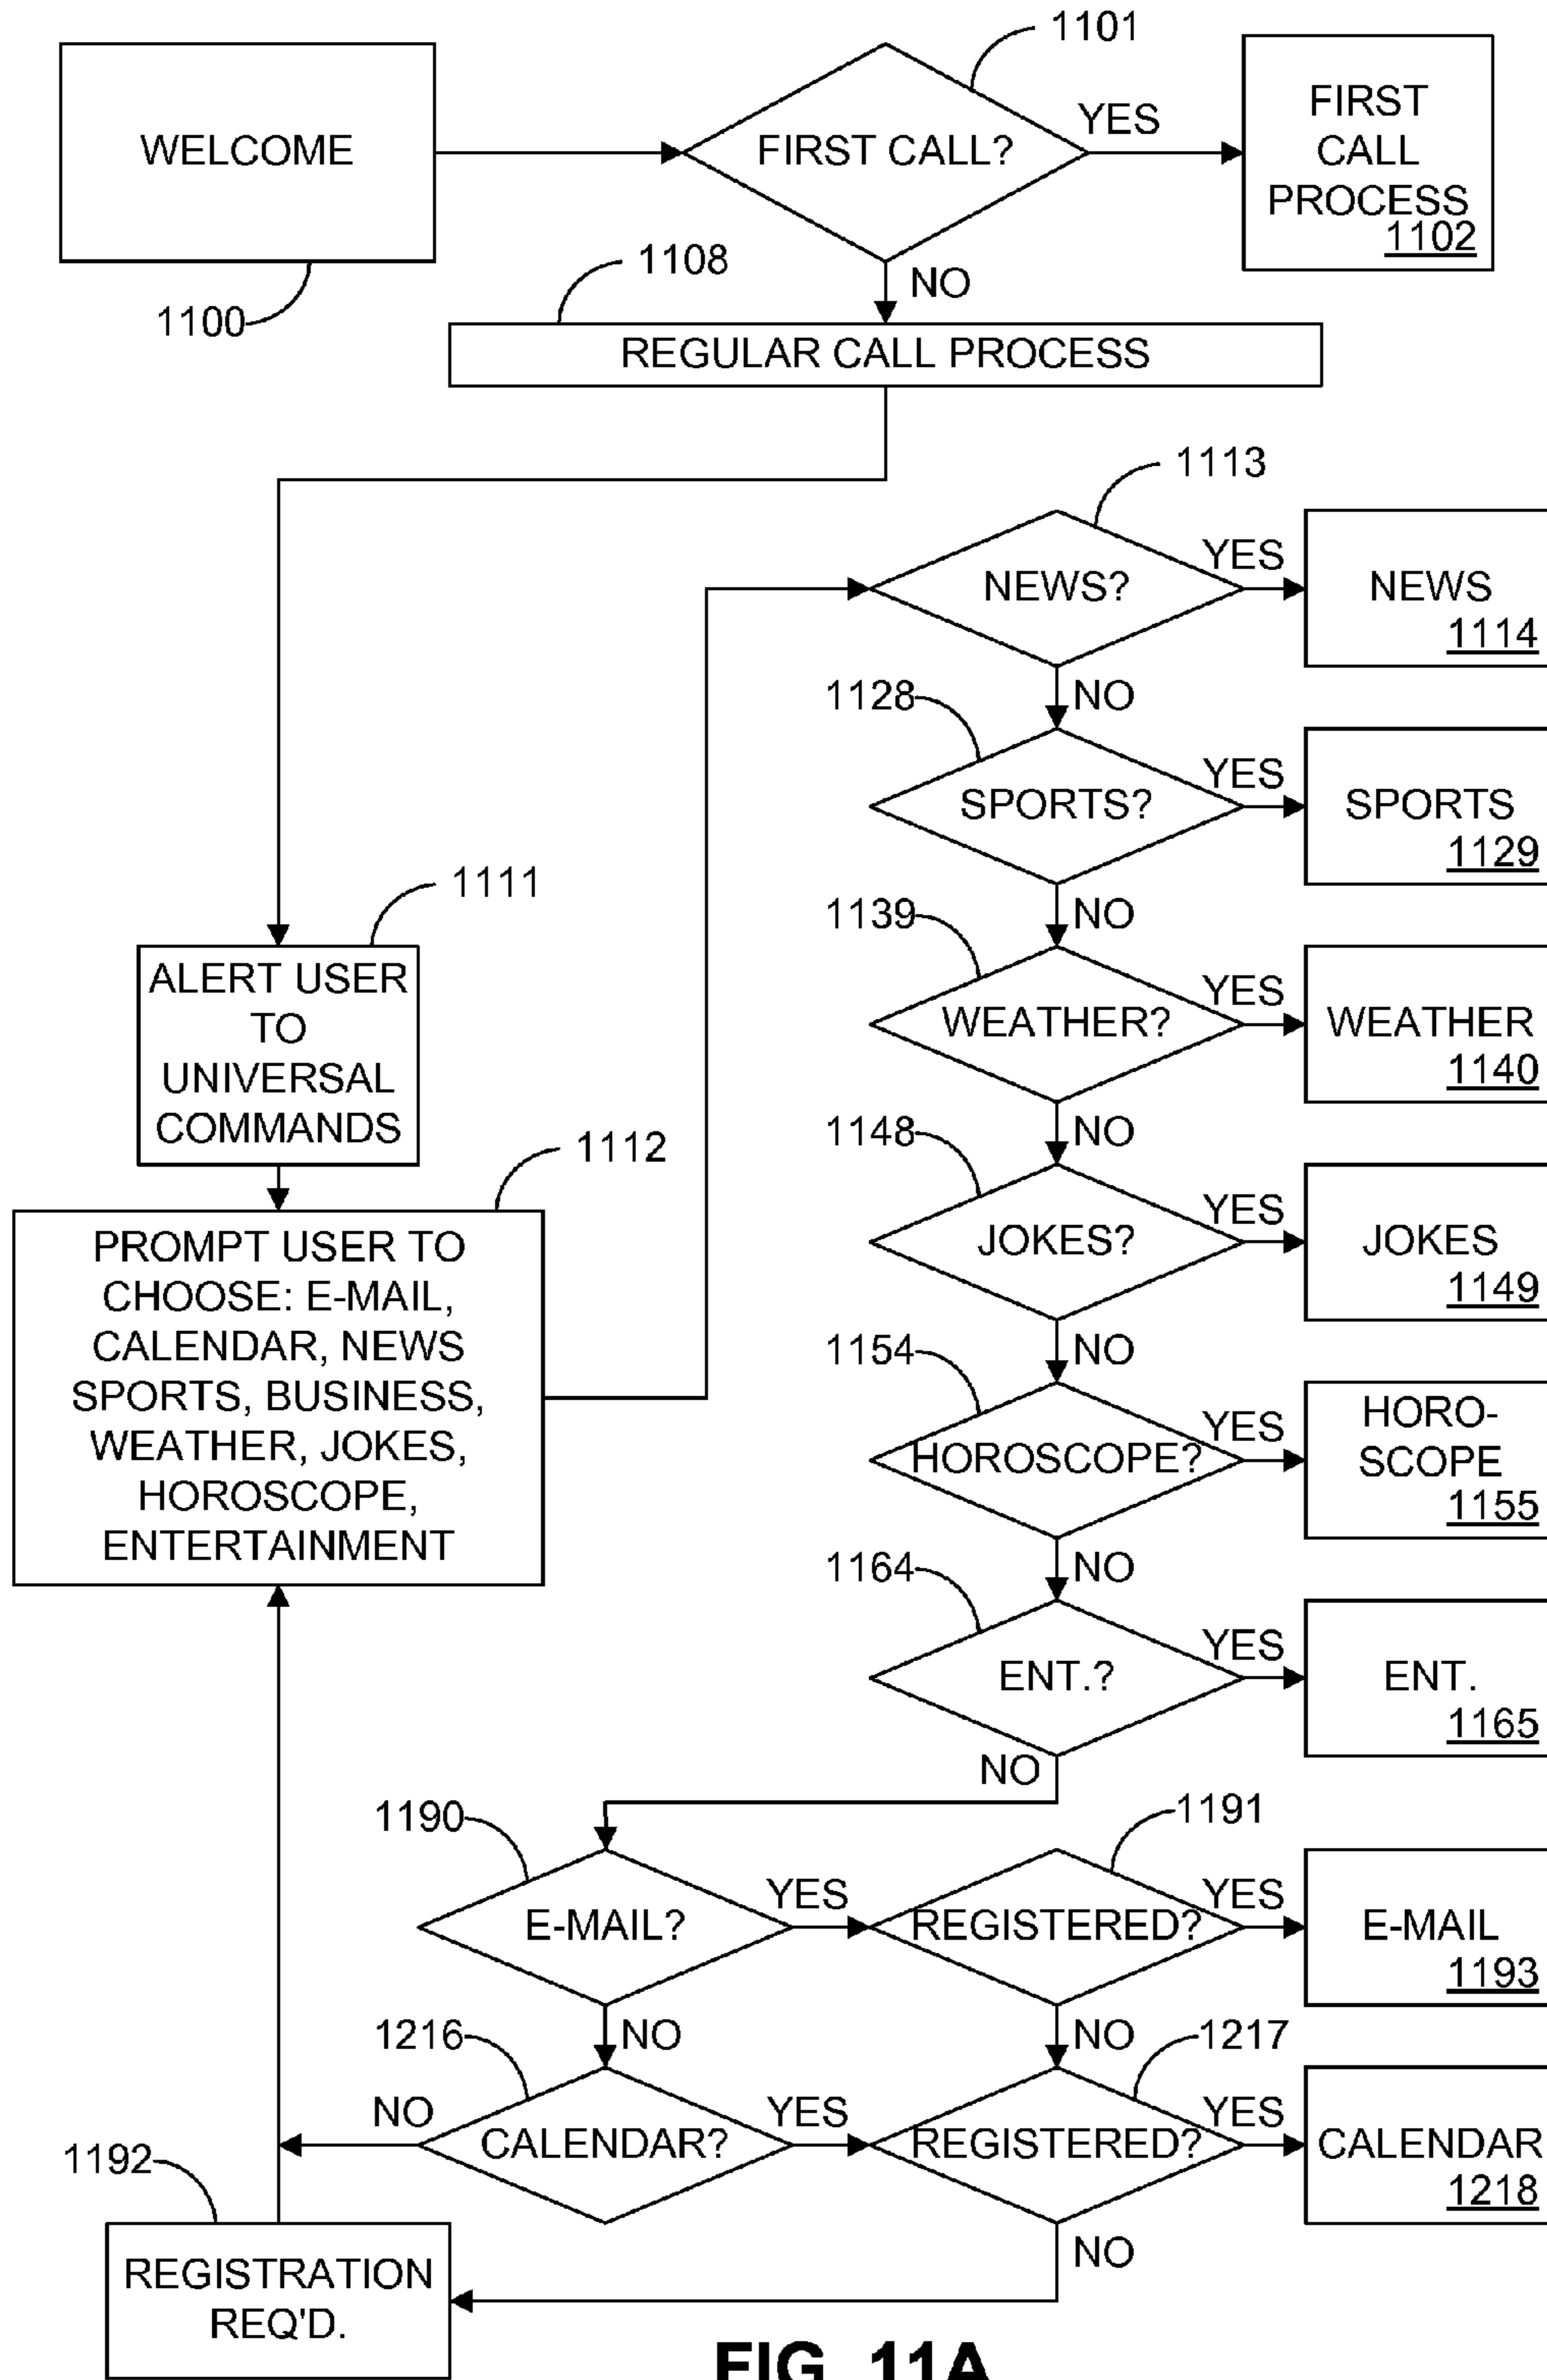 1101
WELCOME
FIRST CALL?
YES
FIRST
CALL
PROCESS
1102
1100
1108
NO
REGULAR CALL PROCESS
1113
NEWS?
YES
NEWS
1114
NO
1128
SPORTS?
YES
SPORTS
1129
NO
1139
WEATHER?
YES
WEATHER
1140
NO
1111
ALERT USER
TO
UNIVERSAL
COMMANDS
1148
JOKES?
YES
JOKES
1149
NO
1112
PROMPT USER TO
CHOOSE: E-MAIL,
CALENDAR, NEWS
SPORTS, BUSINESS,
WEATHER, JOKES,
HOROSCOPE,
ENTERTAINMENT
1154
HOROSCOPE?
YES
HORO-
SCOPE
1155
NO
1164
ENT.?
YES
ENT.
1165
NO
1190
E-MAIL?
YES
1191
REGISTERED?
YES
E-MAIL
1193
NO
NO
1216
CALENDAR?
NO
YES
1217
REGISTERED?
YES
CALENDAR
1218
NO
1192
REGISTRATION
REQ'D.
FIG. 11A